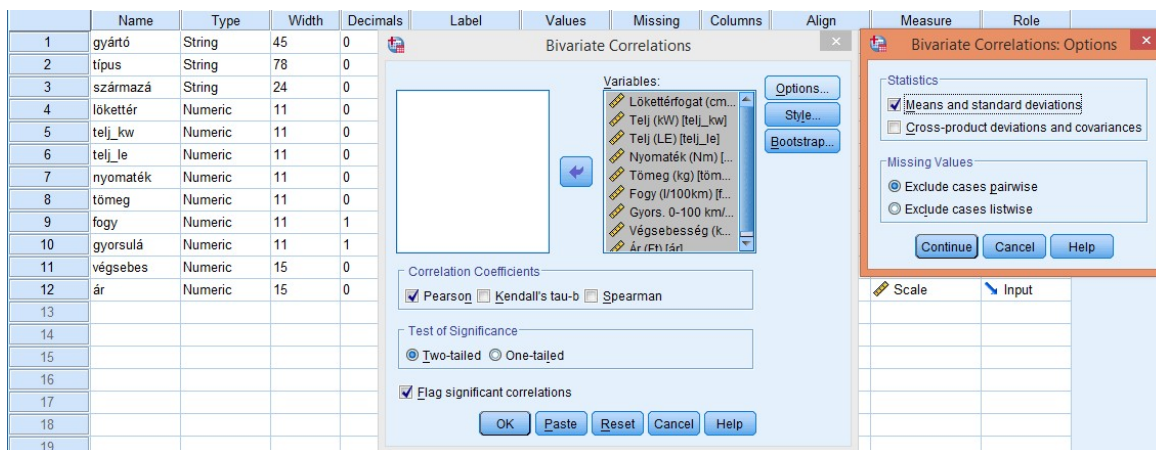 Name Type Width Decimals Label Values Missing Columns Align Measure Role
1 gyártó String 45 0
2 típus String 78 0
3 származá String 24 0
4 lökettér Numeric 11 0
5 telj_kw Numeric 11 0
6 telj_le Numeric 11 0
7 nyomaték Numeric 11 0
8 tömeg Numeric 11 0
9 fogy Numeric 11 1
10 gyorsulá Numeric 11 1
11 végsebes Numeric 15 0
12 ár Numeric 15 0 Scale Input
13
14
15
16
17
18
19
Bivariate Correlations
Variables:
Lökettérfogat (cm...
Telj (kW) [telj_kw]
Telj (LE) [telj_le]
Nyomaték (Nm) [...
Tömeg (kg) [töm...
Fogy (l/100km) [f...
Gyors. 0-100 km/...
Végsebesség (k...
Ár (Ft) [ár]
Options...
Style...
Bootstrap...
Correlation Coefficients
Pearson Kendall's tau-b Spearman
Test of Significance
Two-tailed One-tailed
Flag significant correlations
OK Paste Reset Cancel Help
Bivariate Correlations: Options
Statistics
Means and standard deviations
Cross-product deviations and covariances
Missing Values
Exclude cases pairwise
Exclude cases listwise
Continue Cancel Help